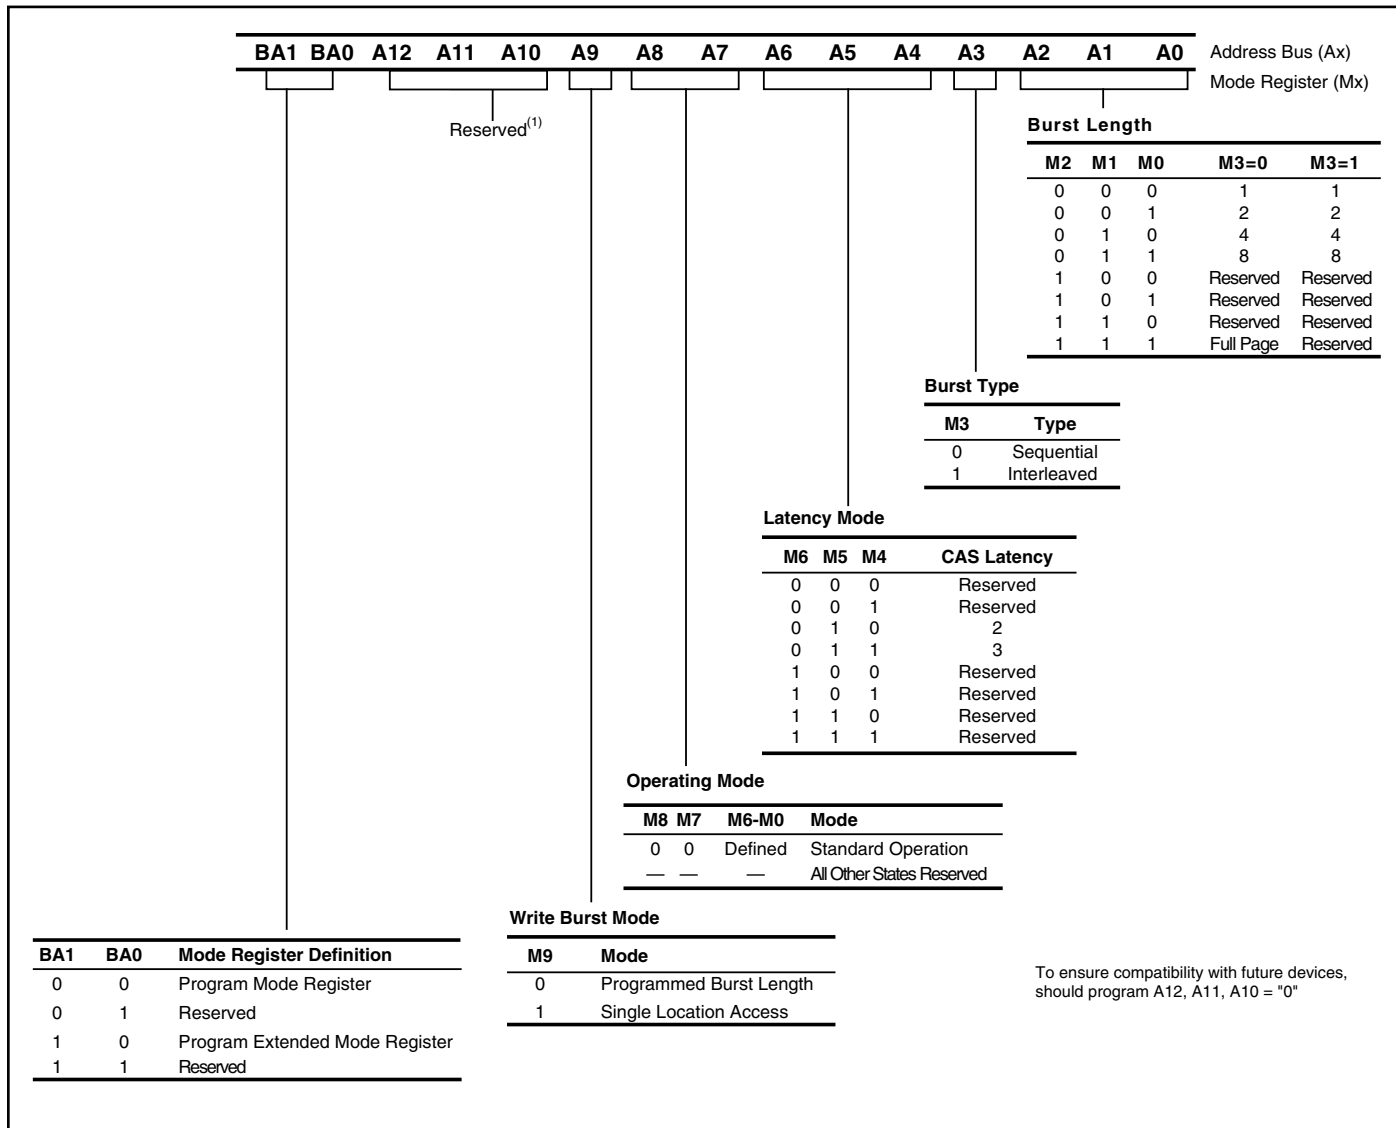 BA1 BA0 A12 A11 A10 A9 A8 A7 A6 A5 A4 A3 A2 A1 A0 Address Bus (Ax)
Mode Register (Mx)
Reserved(1)
Burst Length
M2 M1 M0 M3=0 M3=1
0 0 0 1 1
0 0 1 2 2
0 1 0 4 4
0 1 1 8 8
1 0 0 Reserved Reserved
1 0 1 Reserved Reserved
1 1 0 Reserved Reserved
1 1 1 Full Page Reserved
Burst Type
M3 Type
0 Sequential
1 Interleaved
Latency Mode
M6 M5 M4 CAS Latency
0 0 0 Reserved
0 0 1 Reserved
0 1 0 2
0 1 1 3
1 0 0 Reserved
1 0 1 Reserved
1 1 0 Reserved
1 1 1 Reserved
Operating Mode
M8 M7 M6-M0 Mode
0 0 Defined Standard Operation
— — — All Other States Reserved
Write Burst Mode
M9 Mode
0 Programmed Burst Length
1 Single Location Access
BA1 BA0 Mode Register Definition
0 0 Program Mode Register
0 1 Reserved
1 0 Program Extended Mode Register
1 1 Reserved
To ensure compatibility with future devices,
should program A12, A11, A10 = "0"